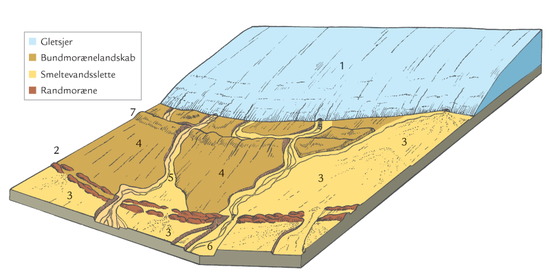 Gletsjer
Bundmorænelandskab
Smeltevandsslette
Randmoræne
1
7
2
4
3
4
5
3
3
3
6